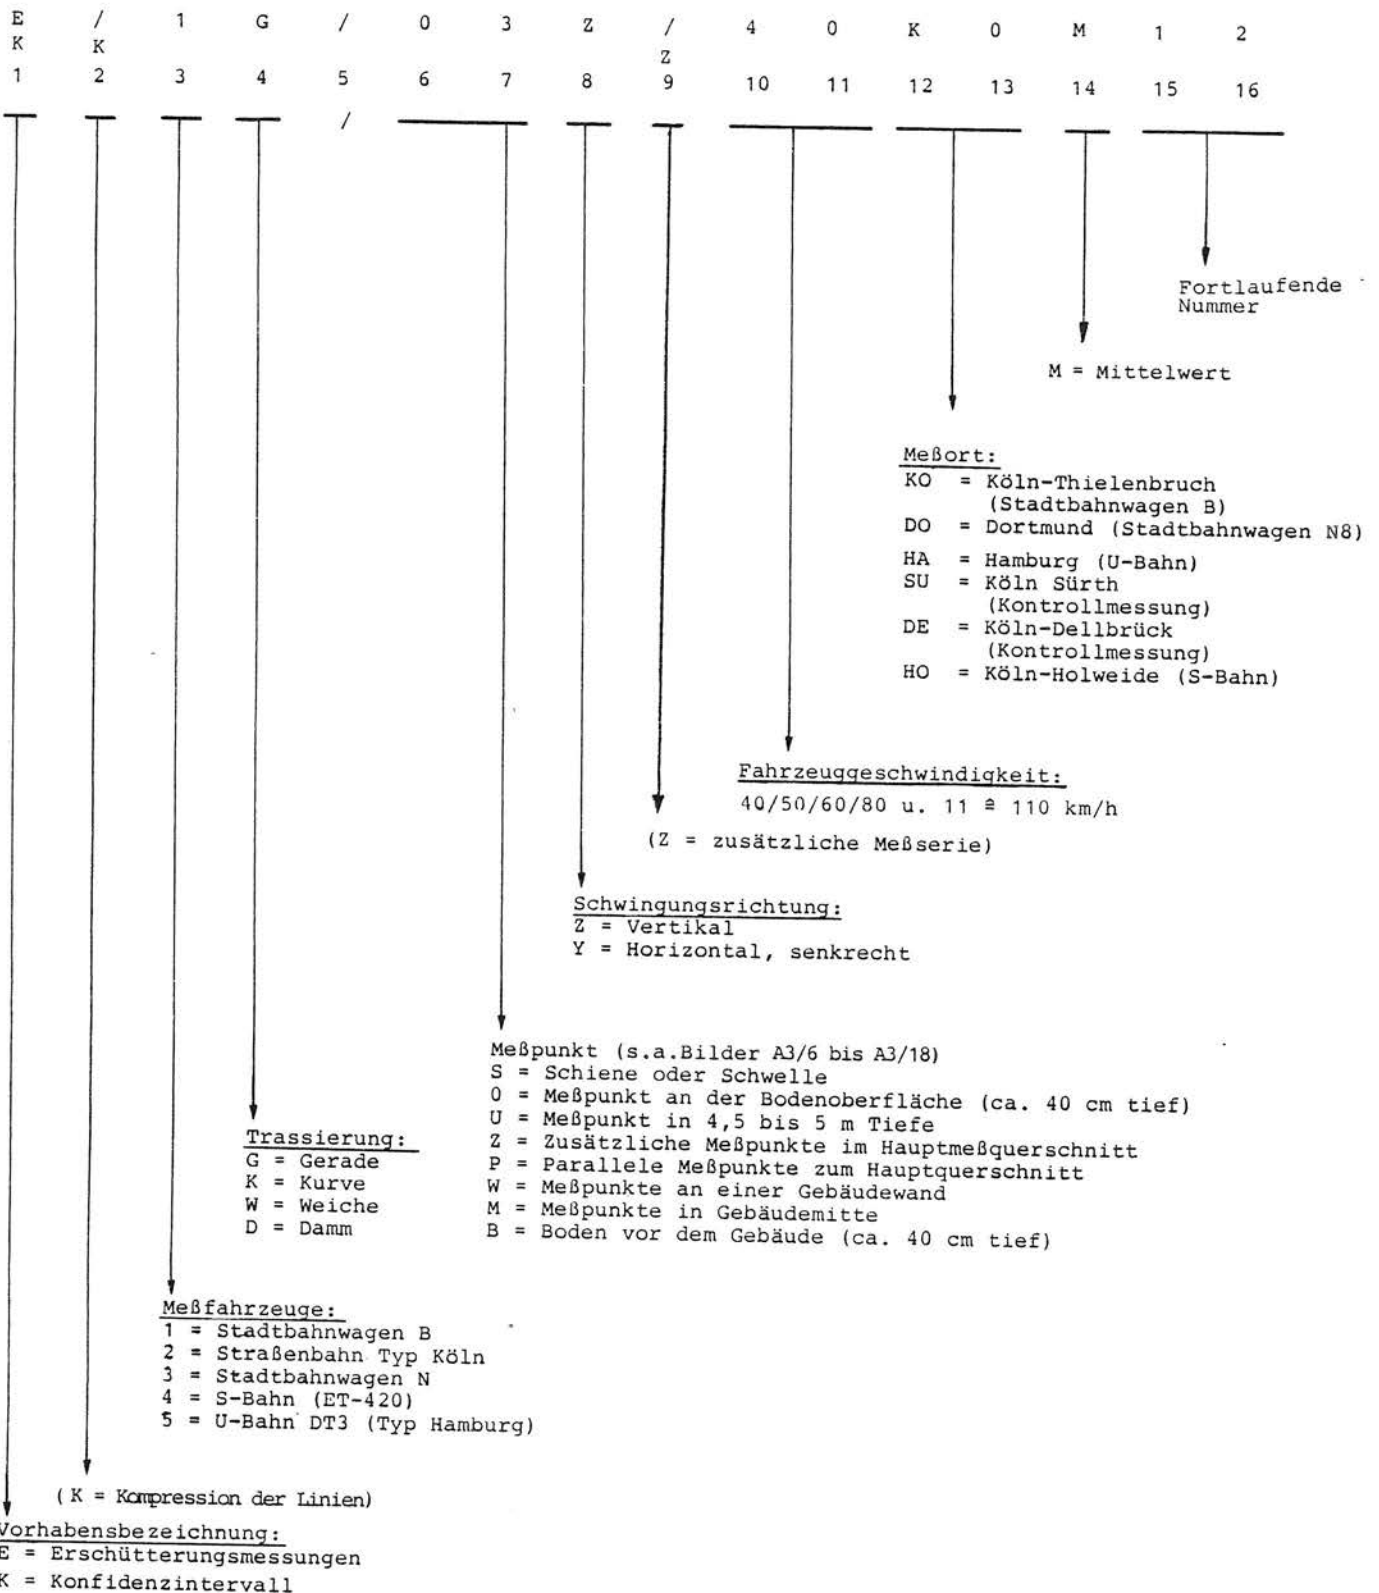 E / 1 G / 0 3 Z / 4 0 K 0 M 1 2
K K Z
1 2 3 4 5 6 7 8 9 10 11 12 13 14 15 16
/
Fortlaufende
Nummer
M = Mittelwert
Meßort:
KO = Köln-Thielenbruch
(Stadtbahnwagen B)
DO = Dortmund (Stadtbahnwagen N8)
HA = Hamburg (U-Bahn)
SU = Köln Sürth
(Kontrollmessung)
DE = Köln-Dellbrück
(Kontrollmessung)
HO = Köln-Holweide (S-Bahn)
Fahrzeuggeschwindigkeit:
40/50/60/80 u. 11 ≙ 110 km/h
(Z = zusätzliche Meßserie)
Schwingungsrichtung:
Z = Vertikal
Y = Horizontal, senkrecht
Meßpunkt (s.a.Bilder A3/6 bis A3/18)
S = Schiene oder Schwelle
0 = Meßpunkt an der Bodenoberfläche (ca. 40 cm tief)
U = Meßpunkt in 4,5 bis 5 m Tiefe
Z = Zusätzliche Meßpunkte im Hauptmeßquerschnitt
P = Parallele Meßpunkte zum Hauptquerschnitt
W = Meßpunkte an einer Gebäudewand
M = Meßpunkte in Gebäudemitte
B = Boden vor dem Gebäude (ca. 40 cm tief)
Trassierung:
G = Gerade
K = Kurve
W = Weiche
D = Damm
Meßfahrzeuge:
1 = Stadtbahnwagen B
2 = Straßenbahn Typ Köln
3 = Stadtbahnwagen N
4 = S-Bahn (ET-420)
5 = U-Bahn DT3 (Typ Hamburg)
(K = Kompression der Linien)
Vorhabensbezeichnung:
E = Erschütterungsmessungen
K = Konfidenzintervall